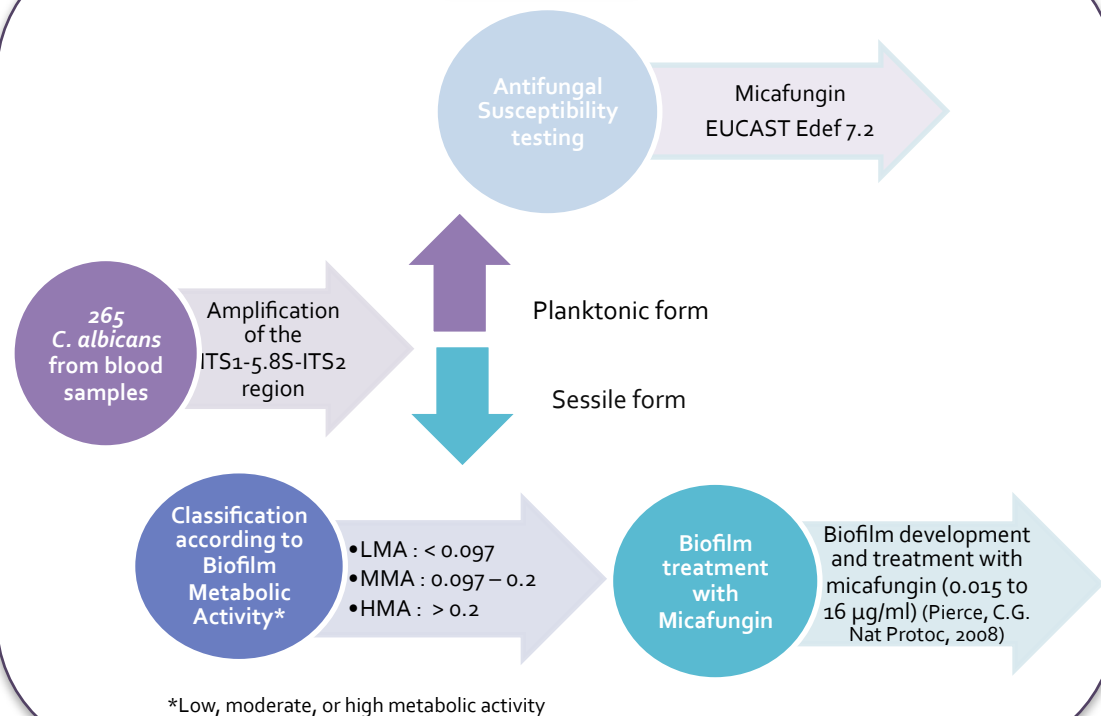 Antifungal
Susceptibility
testing
Micafungin
EUCAST Edef 7.2
265
C. albicans
from blood
samples
Amplification
of the
ITS1-5.8S-ITS2
region
Planktonic form
Sessile form
Classification
according to
Biofilm
Metabolic
Activity*
•LMA : < 0.097
•MMA : 0.097 – 0.2
•HMA : > 0.2
Biofilm
treatment
with
Micafungin
Biofilm development
and treatment with
micafungin (0.015 to
16 µg/ml) (Pierce, C.G.
Nat Protoc, 2008)
*Low, moderate, or high metabolic activity